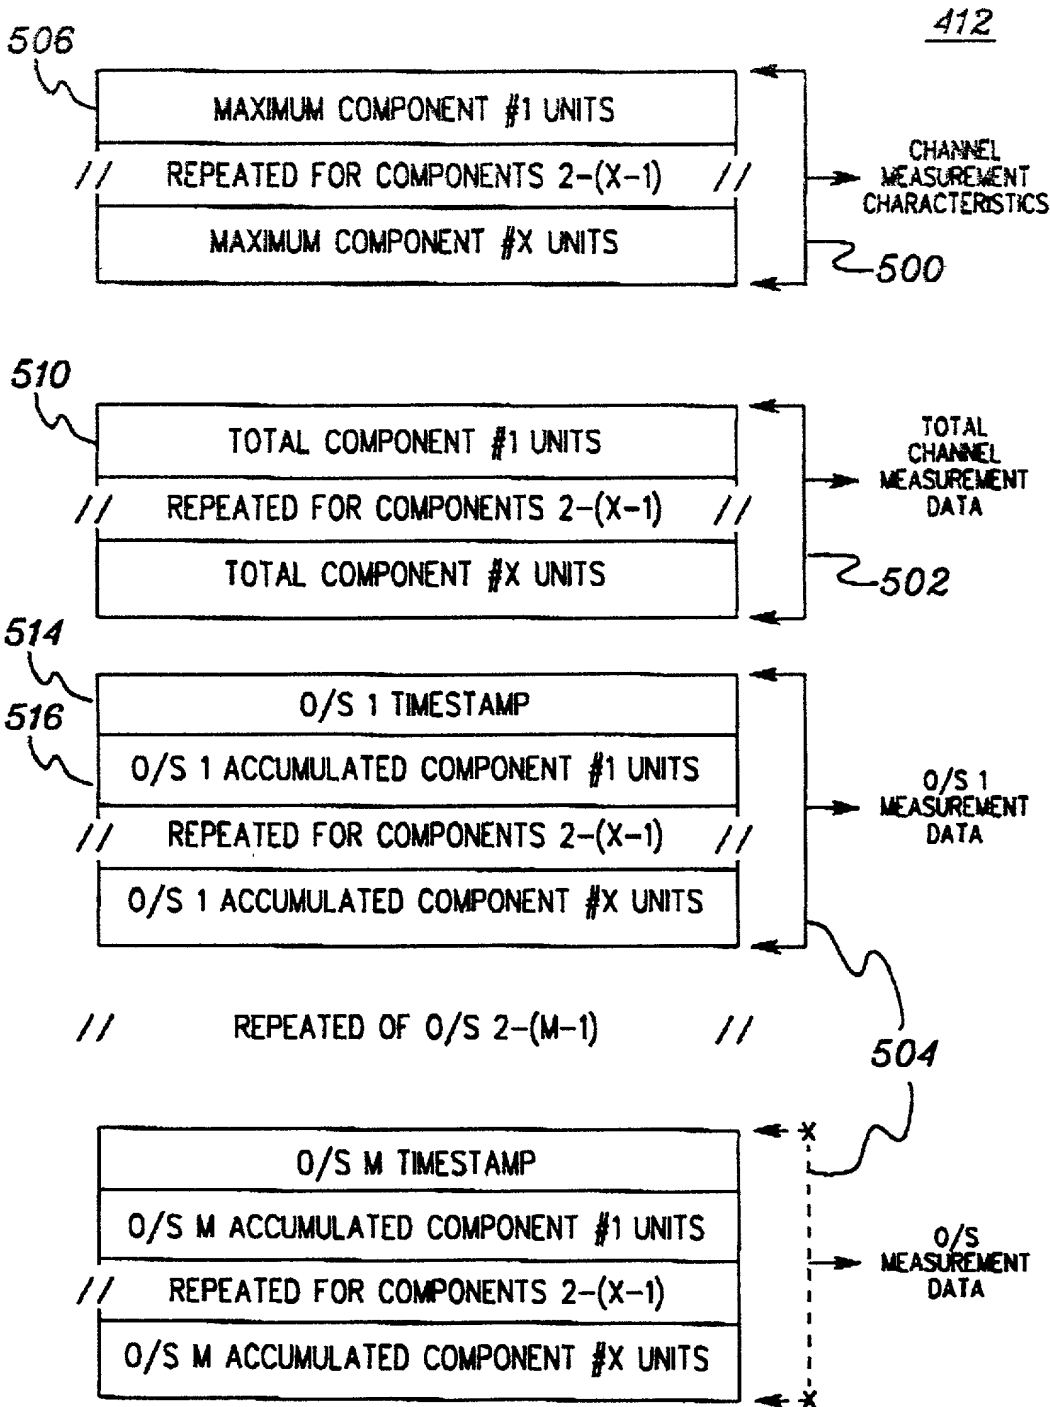 412
506
MAXIMUM COMPONENT #1 UNITS
// REPEATED FOR COMPONENTS 2-(X-1) //
MAXIMUM COMPONENT #X UNITS
CHANNEL
MEASUREMENT
CHARACTERISTICS
500
510
TOTAL COMPONENT #1 UNITS
// REPEATED FOR COMPONENTS 2-(X-1) //
TOTAL COMPONENT #X UNITS
TOTAL
CHANNEL
MEASUREMENT
DATA
502
514
O/S 1 TIMESTAMP
516
O/S 1 ACCUMULATED COMPONENT #1 UNITS
// REPEATED FOR COMPONENTS 2-(X-1) //
O/S 1 ACCUMULATED COMPONENT #X UNITS
O/S 1
MEASUREMENT
DATA
// REPEATED OF O/S 2-(M-1) //
504
O/S M TIMESTAMP
O/S M ACCUMULATED COMPONENT #1 UNITS
// REPEATED FOR COMPONENTS 2-(X-1)
O/S M ACCUMULATED COMPONENT #X UNITS
O/S
MEASUREMENT
DATA